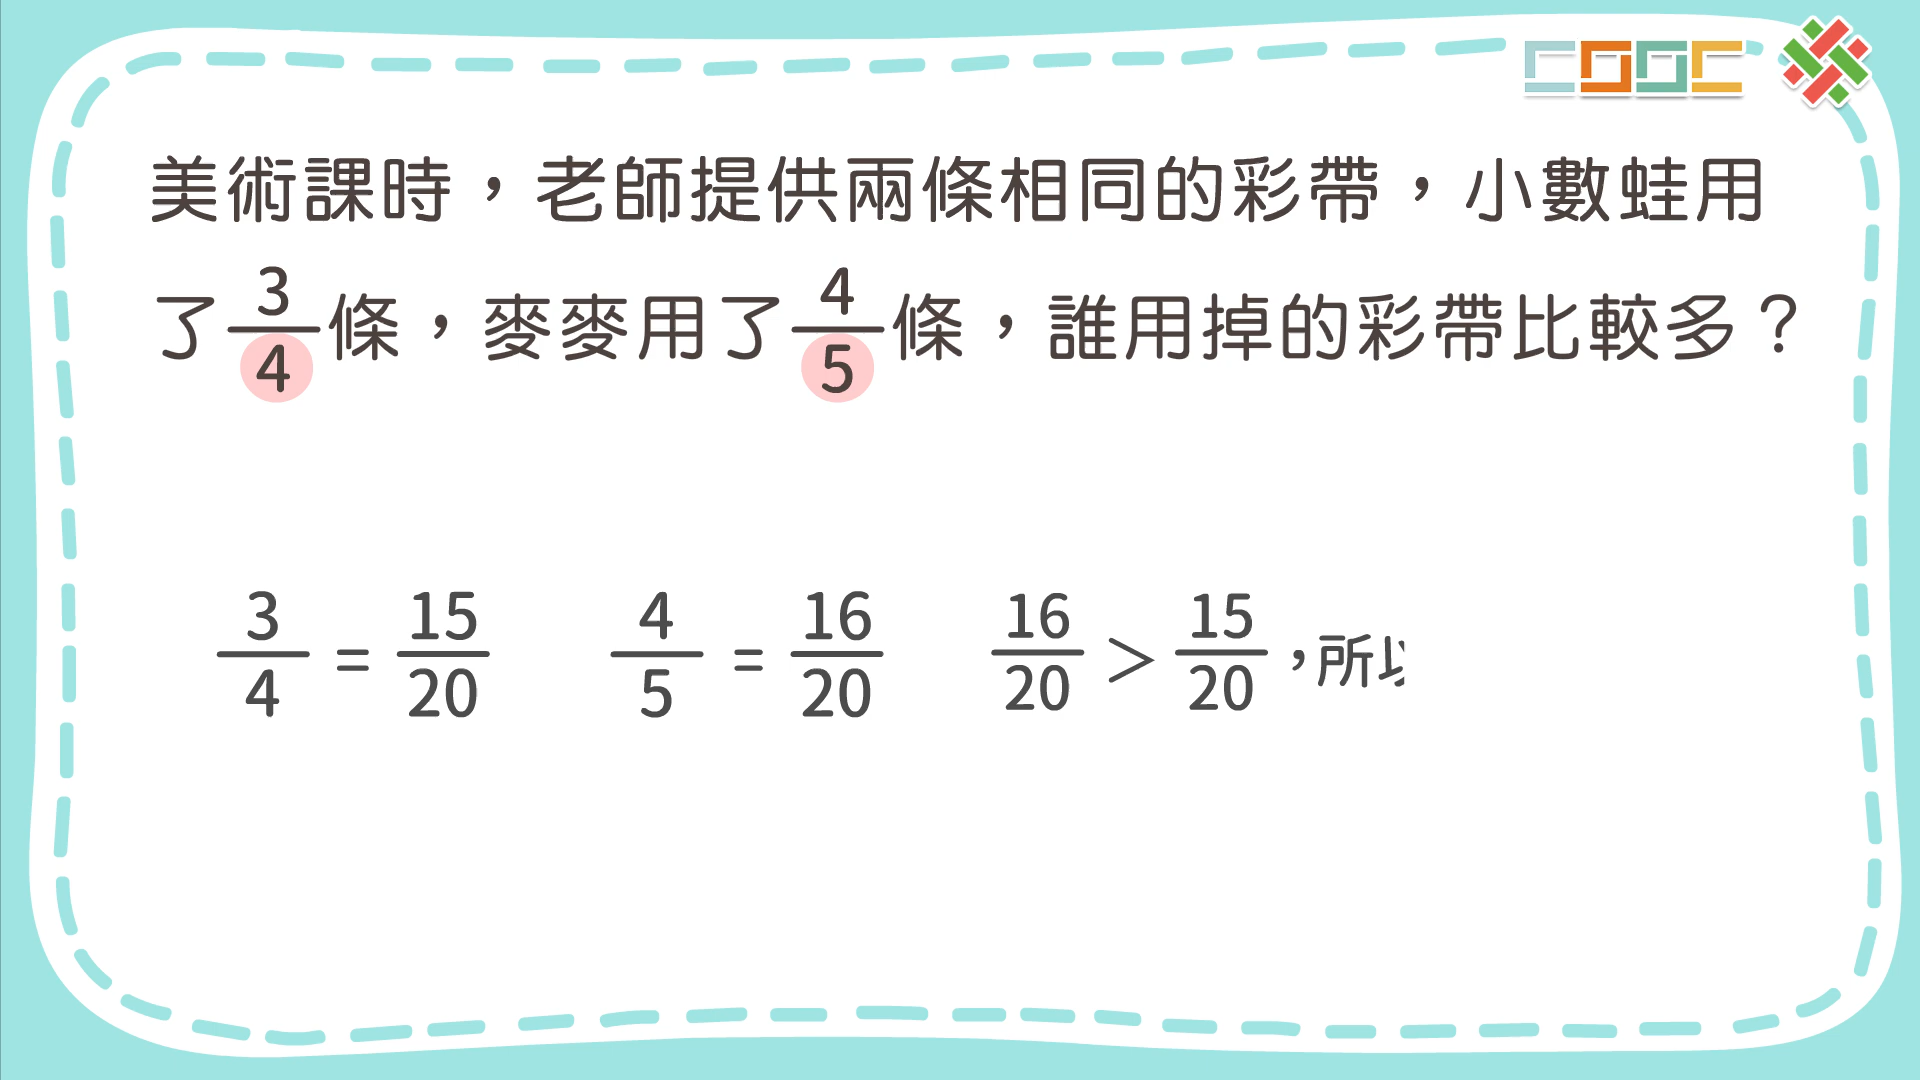 COOC
美術課時，老師提供兩條相同的彩帶，小數蛙用
了3/4條，麥麥用了4/5條，誰用掉的彩帶比較多？
3/4 = 15/20　4/5 = 16/20　16/20 > 15/20，所